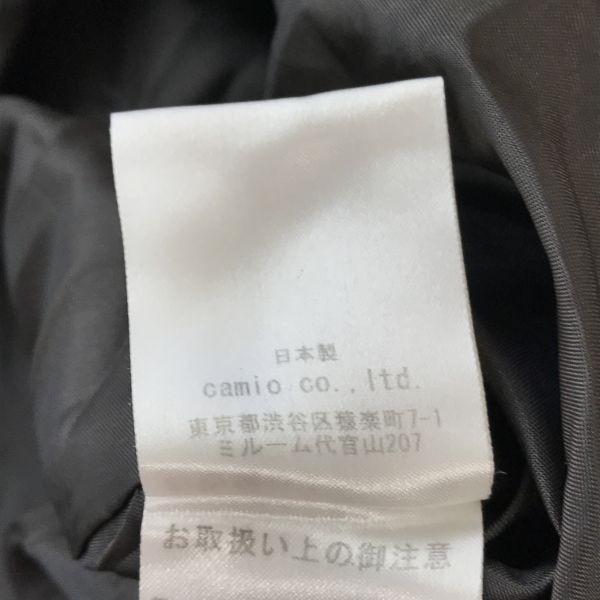 日本製
camio co.,ltd.
東京都渋谷区猿楽町7-1
ミルーム代官山207
お取扱い上の御注意